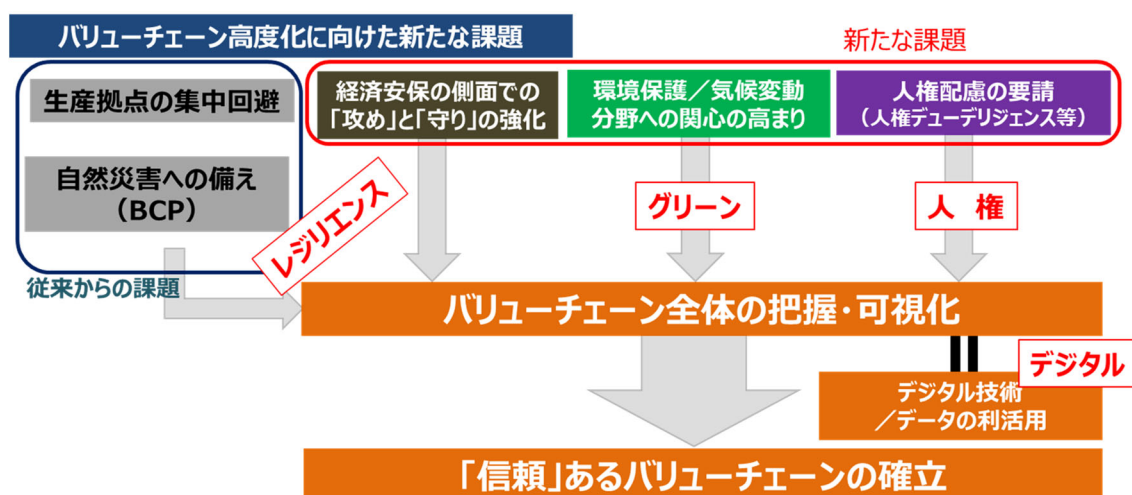 バリューチェーン高度化に向けた新たな課題
新たな課題
生産拠点の集中回避
自然災害への備え
（BCP）
従来からの課題
経済安保の側面での
「攻め」と「守り」の強化
環境保護／気候変動
分野への関心の高まり
人権配慮の要請
（人権デューデリジェンス等）
レジリエンス
グリーン
人 権
バリューチェーン全体の把握・可視化
デジタル
デジタル技術
／データの利活用
「信頼」あるバリューチェーンの確立